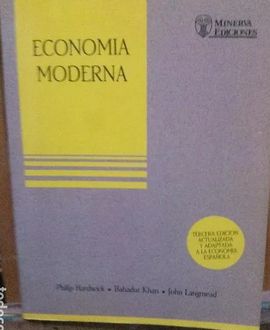 MINERVA
EDICIONES
ECONOMIA
MODERNA
TERCERA EDICION
ACTUALIZADA
Y ADAPTADA
A LA ECONOMIA
ESPAÑOLA
Philip Hardwick • Bahadur Khan • John Langmead